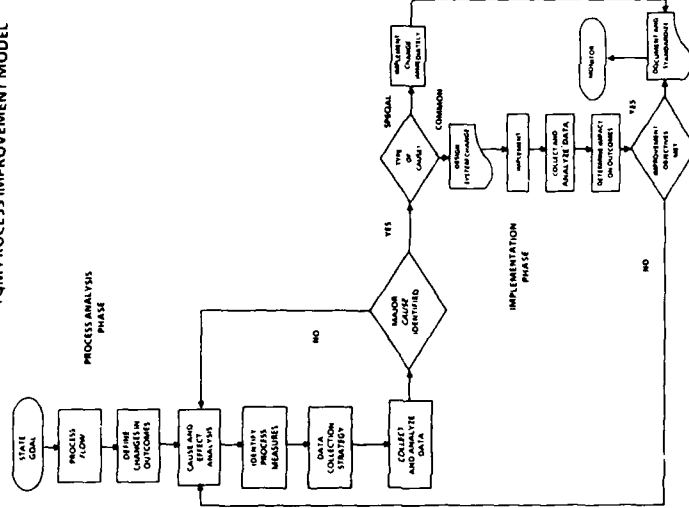 TQM PROCESS IMPROVEMENT MODEL
PROCESS ANALYSIS
PHASE
STATE
GOAL
PROCESS
FLOW
DEFINE
CHANGES IN
OUTCOMES
CAUSE AND
EFFECT
ANALYSIS
IDENTIFY
PROCESS
MEASURES
DATA
COLLECTION
STRATEGY
COLLECT
AND ANALYZE
DATA
NO
MAJOR
CAUSE
IDENTIFIED
YES
TYPE
OF
CAUSE?
SPECIAL
IMPLEMENT
CHANGE
IMMEDIATELY
COMMON
DESIGN
SYSTEM CHANGE
IMPLEMENT
COLLECT AND
ANALYZE DATA
DETERMINE IMPACT
ON OUTCOMES
IMPLEMENTATION
PHASE
IMPROVEMENT
OBJECTIVES
MET
NO
YES
DOCUMENT AND
STANDARDIZE
MONITOR